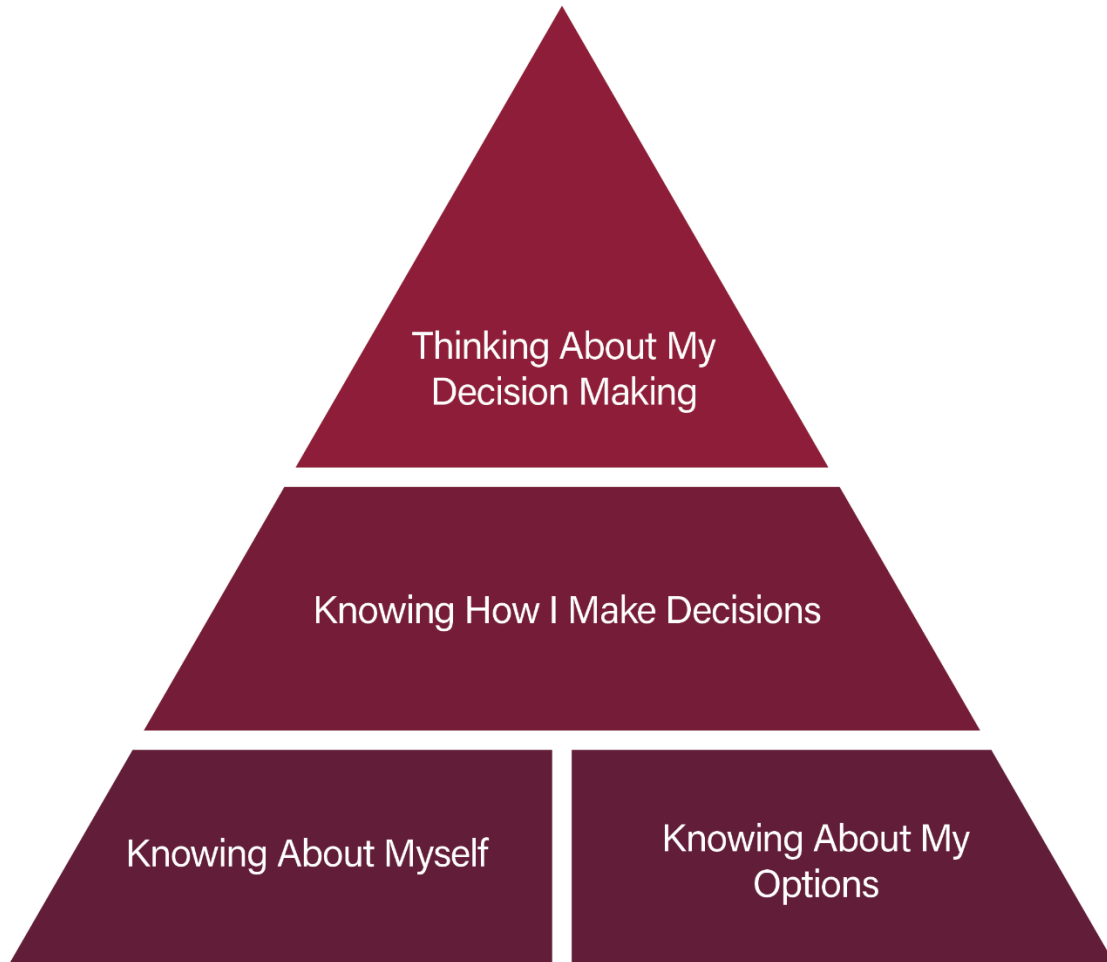 Thinking About My
Decision Making
Knowing How I Make Decisions
Knowing About Myself
Knowing About My
Options